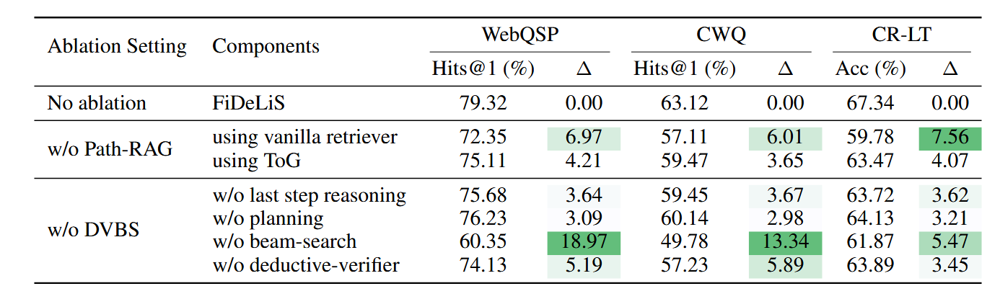 WebQSP CWQ CR-LT
Ablation Setting Components
Hits@1 (%) Δ Hits@1 (%) Δ Acc (%) Δ
No ablation FiDeLiS 79.32 0.00 63.12 0.00 67.34 0.00
using vanilla retriever 72.35 6.97 57.11 6.01 59.78 7.56
w/o Path-RAG
using ToG 75.11 4.21 59.47 3.65 63.47 4.07
w/o last step reasoning 75.68 3.64 59.45 3.67 63.72 3.62
w/o planning 76.23 3.09 60.14 2.98 64.13 3.21
w/o DVBS
w/o beam-search 60.35 18.97 49.78 13.34 61.87 5.47
w/o deductive-verifier 74.13 5.19 57.23 5.89 63.89 3.45